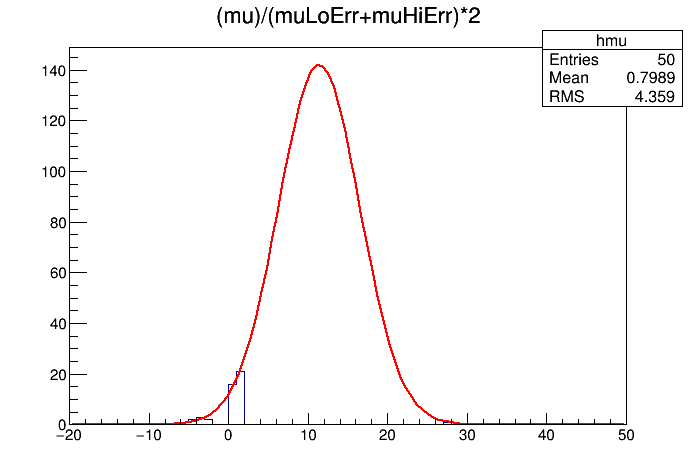 (mu)/(muLoErr+muHiErr)*2
hmu
Entries 50
Mean 0.7989
RMS 4.359
140
120
100
80
60
40
20
0
−20 −10 0 10 20 30 40 50